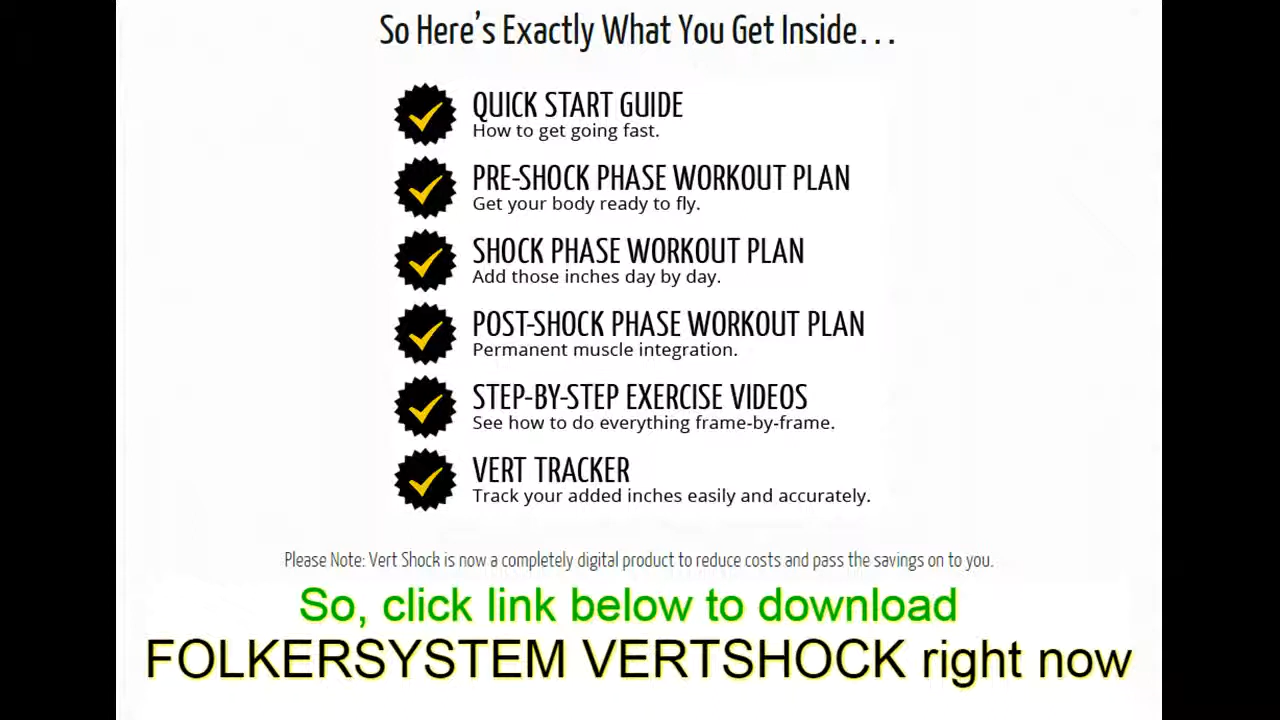 So Here's Exactly What You Get Inside...
QUICK START GUIDE
How to get going fast.
PRE-SHOCK PHASE WORKOUT PLAN
Get your body ready to fly.
SHOCK PHASE WORKOUT PLAN
Add those inches day by day.
POST-SHOCK PHASE WORKOUT PLAN
Permanent muscle integration.
STEP-BY-STEP EXERCISE VIDEOS
See how to do everything frame-by-frame.
VERT TRACKER
Track your added inches easily and accurately.
Please Note: Vert Shock is now a completely digital product to reduce costs and pass the savings on to you.
So, click link below to download
FOLKERSYSTEM VERTSHOCK right now